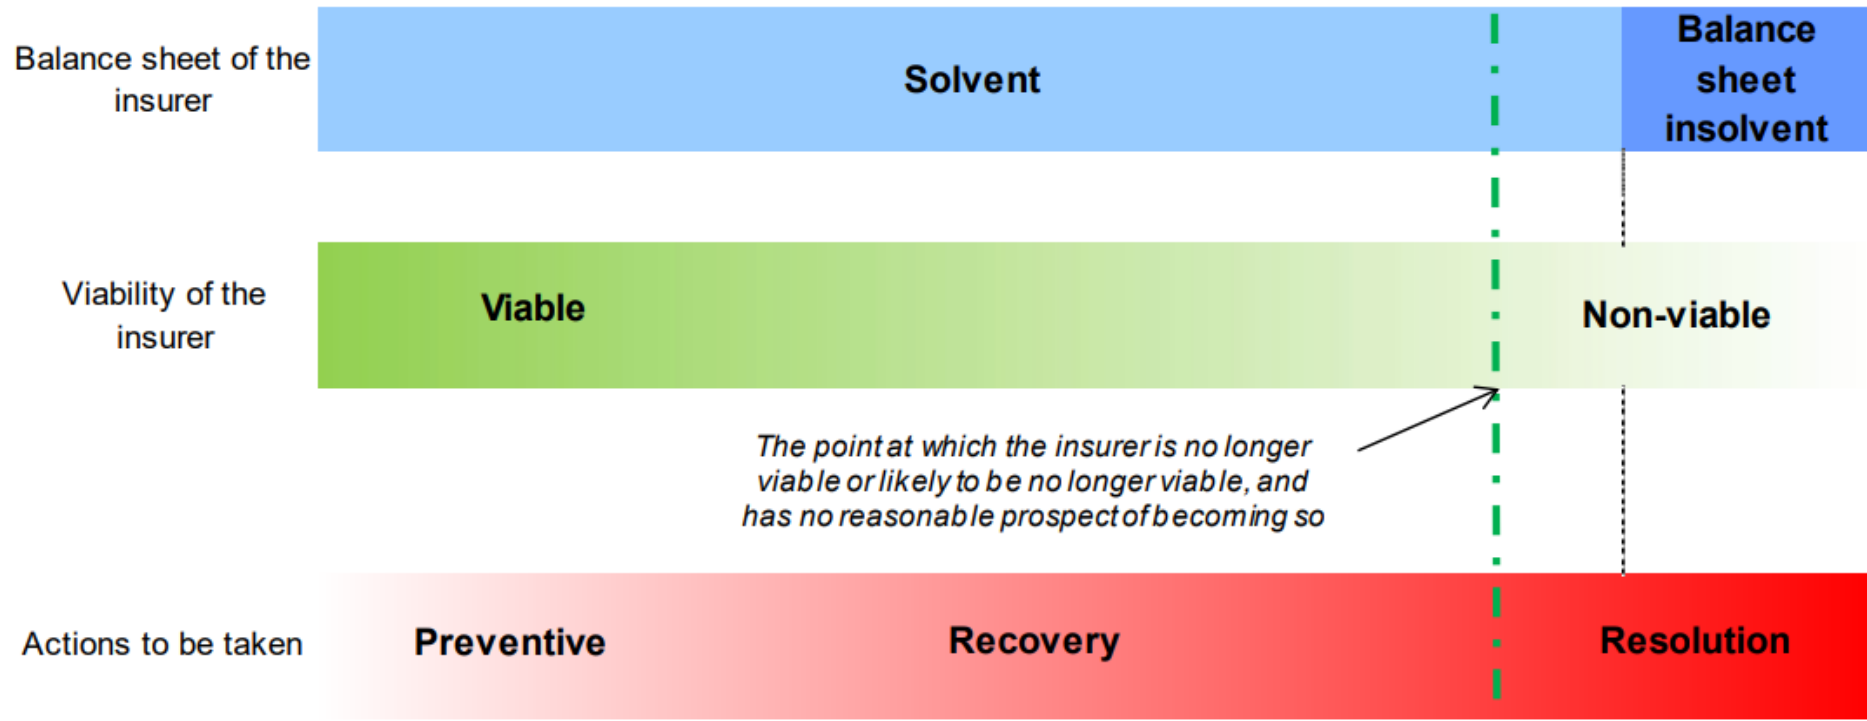 Balance sheet of the
insurer
Solvent
Balance
sheet
insolvent
Viability of the
insurer
Viable
Non-viable
The point at which the insurer is no longer
viable or likely to be no longer viable, and
has no reasonable prospect of becoming so
Actions to be taken
Preventive
Recovery
Resolution